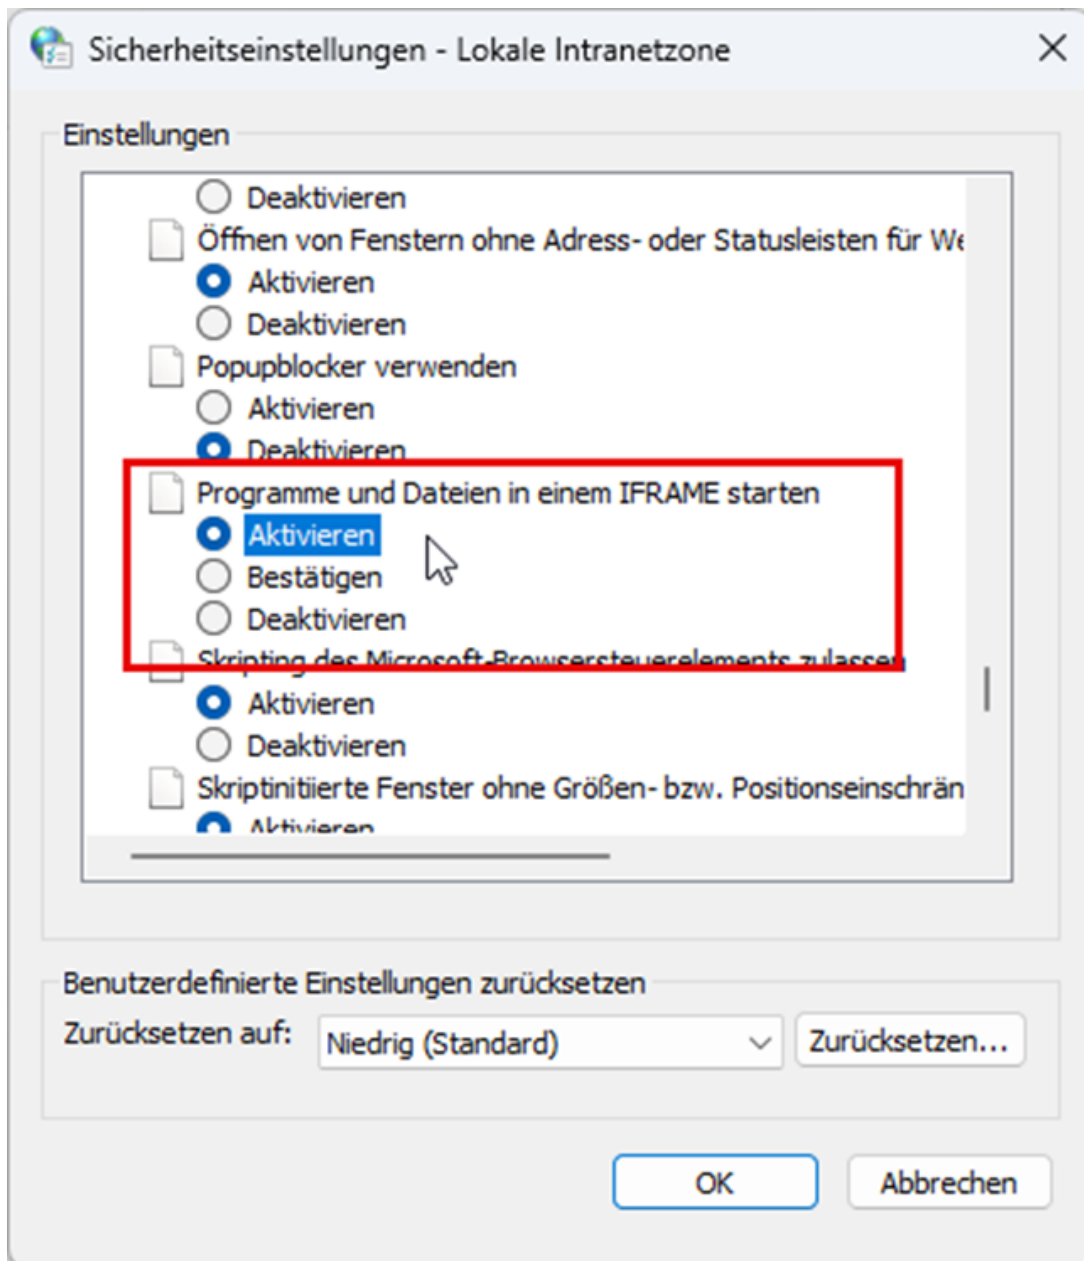 Sicherheitseinstellungen - Lokale Intranetzone
Einstellungen
Deaktivieren
Öffnen von Fenstern ohne Adress- oder Statusleisten für We
Aktivieren
Deaktivieren
Popupblocker verwenden
Aktivieren
Deaktivieren
Programme und Dateien in einem IFRAME starten
Aktivieren
Bestätigen
Deaktivieren
Skripting des Microsoft-Browsersteuerelements zulassen
Aktivieren
Deaktivieren
Skriptinitiierte Fenster ohne Größen- bzw. Positionseinschrän
Aktivieren
Benutzerdefinierte Einstellungen zurücksetzen
Zurücksetzen auf: Niedrig (Standard) Zurücksetzen...
OK Abbrechen